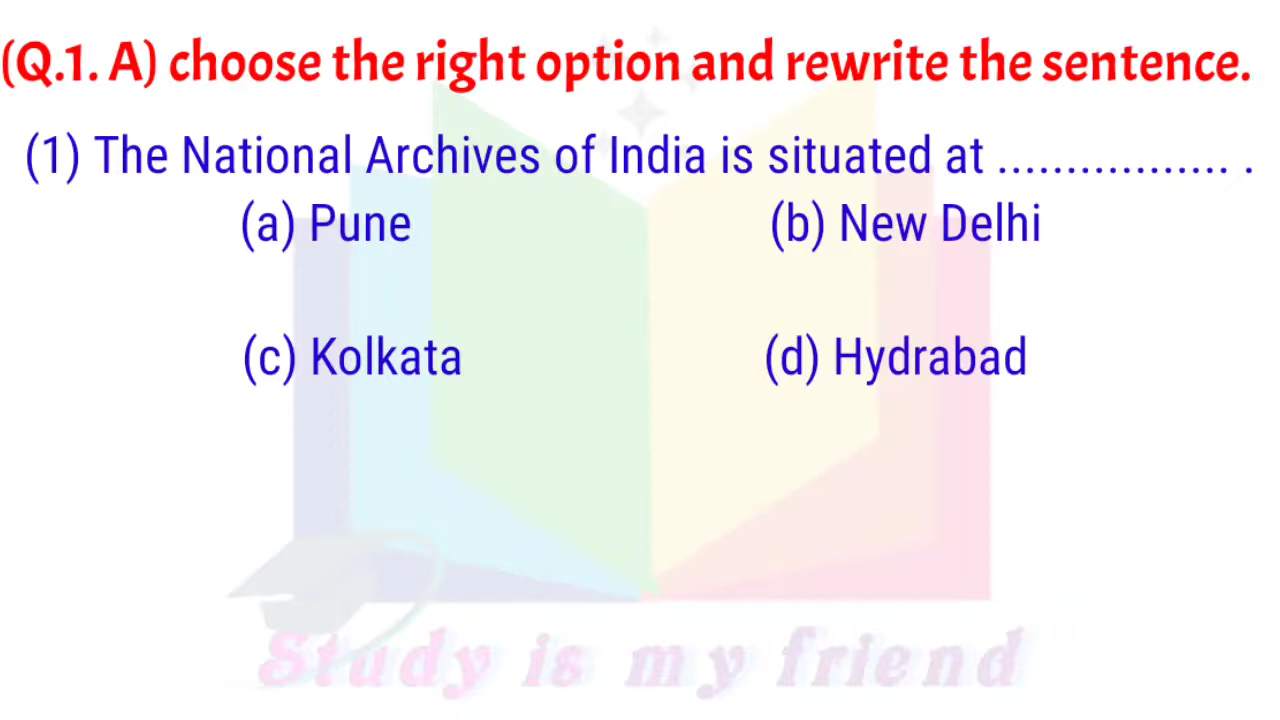 (Q.1. A) choose the right option and rewrite the sentence.
(1) The National Archives of India is situated at ................. .
(a) Pune (b) New Delhi
(c) Kolkata (d) Hydrabad
Study is my friend